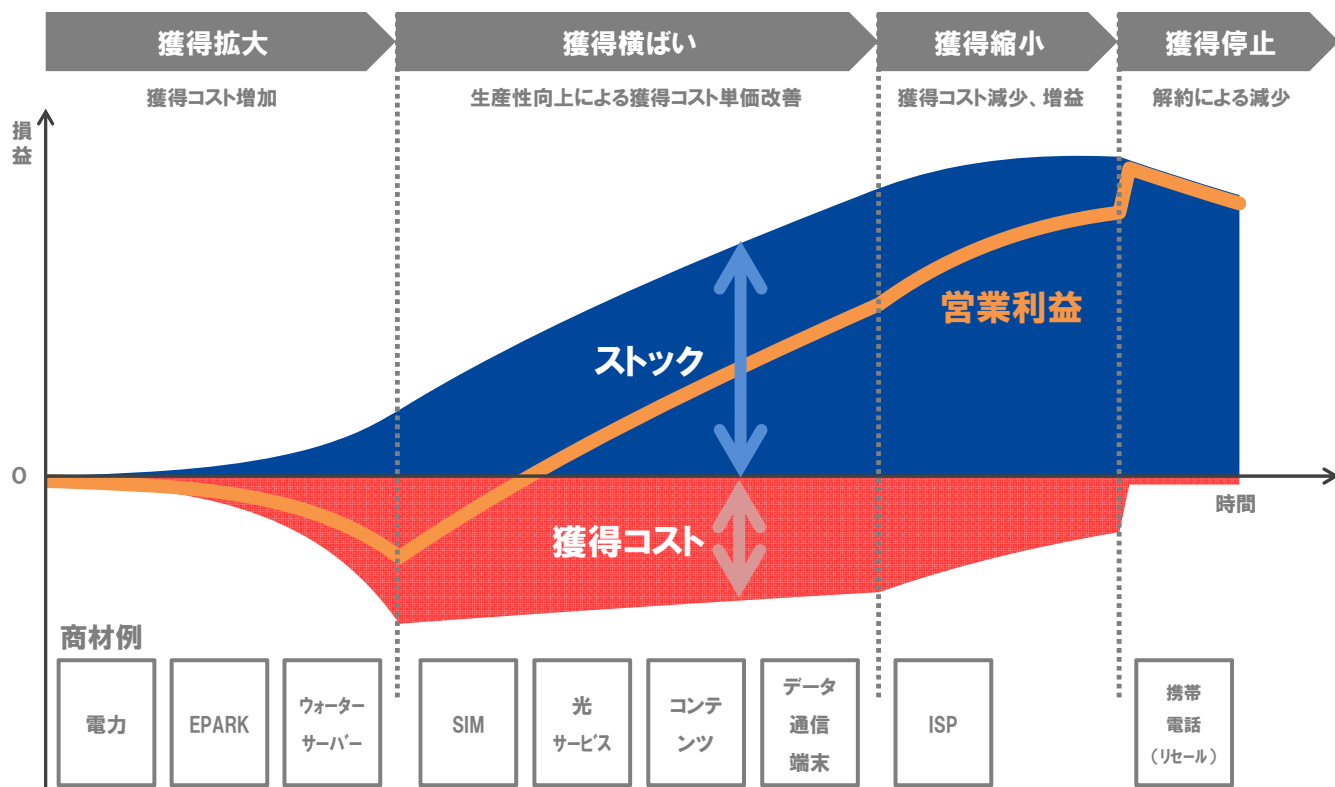 獲得拡大
獲得横ばい
獲得縮小
獲得停止
獲得コスト増加
生産性向上による獲得コスト単価改善
獲得コスト減少、増益
解約による減少
損
益
営業利益
ストック
0
時間
獲得コスト
商材例
電力
EPARK
ウォーター
サーバー
SIM
光
サービス
コンテ
ンツ
データ
通信
端末
ISP
携帯
電話
（リセール）